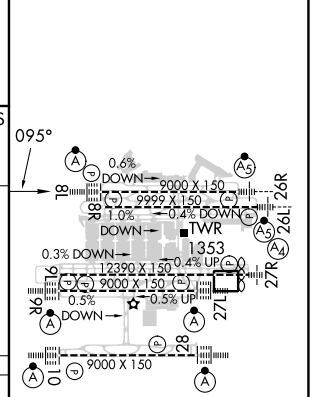 S
095°
A
0.6%
DOWN
A5
P
9000 X 150
8L
26R
P
9999 X 150
P
8R
26L
1.0%
0.4% DOWN
A5
DOWN
TWR
A4
1353
0.3% DOWN
0.4% UP
P
12390 X 150
9L
27R
P
P
9000 X 150
P
9R
27L
0.5%
0.5% UP
A
DOWN
A
P
28
10
9000 X 150
A
P
A